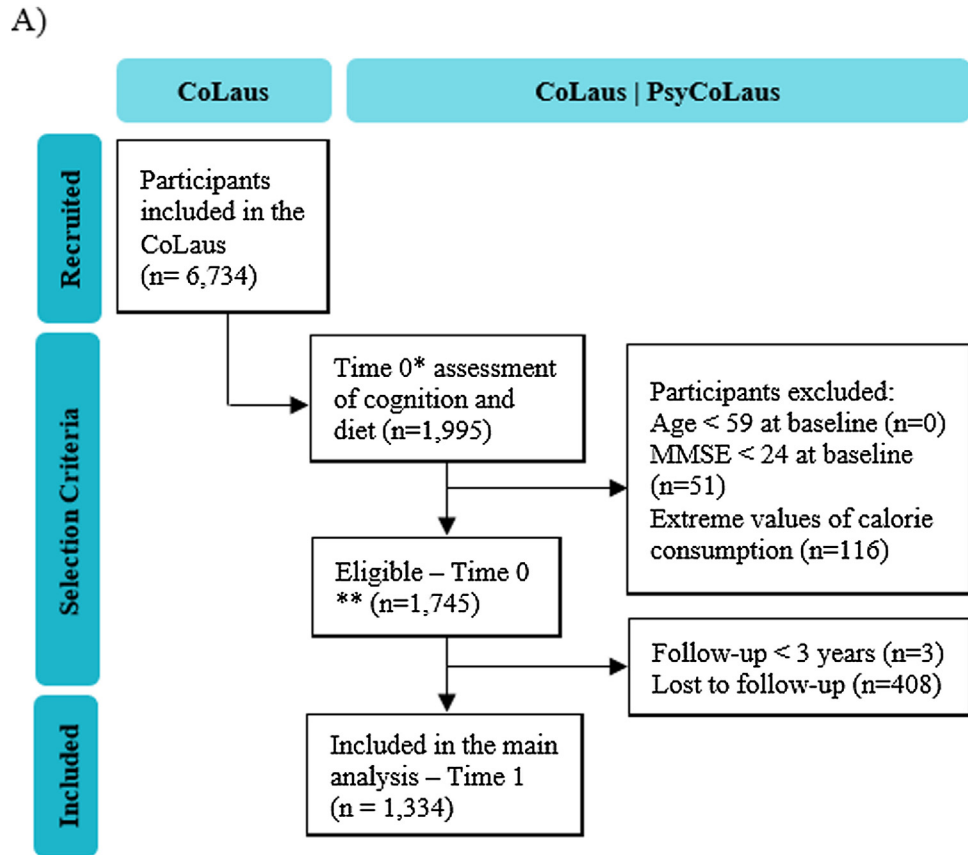 A)
CoLaus
CoLaus | PsyCoLaus
Recruited
Participants
included in the
CoLaus
(n= 6,734)
Selection Criteria
Time 0* assessment
of cognition and
diet (n=1,995)
Participants excluded:
Age < 59 at baseline (n=0)
MMSE < 24 at baseline
(n=51)
Extreme values of calorie
consumption (n=116)
Eligible – Time 0
** (n=1,745)
Follow-up < 3 years (n=3)
Lost to follow-up (n=408)
Included
Included in the main
analysis – Time 1
(n = 1,334)